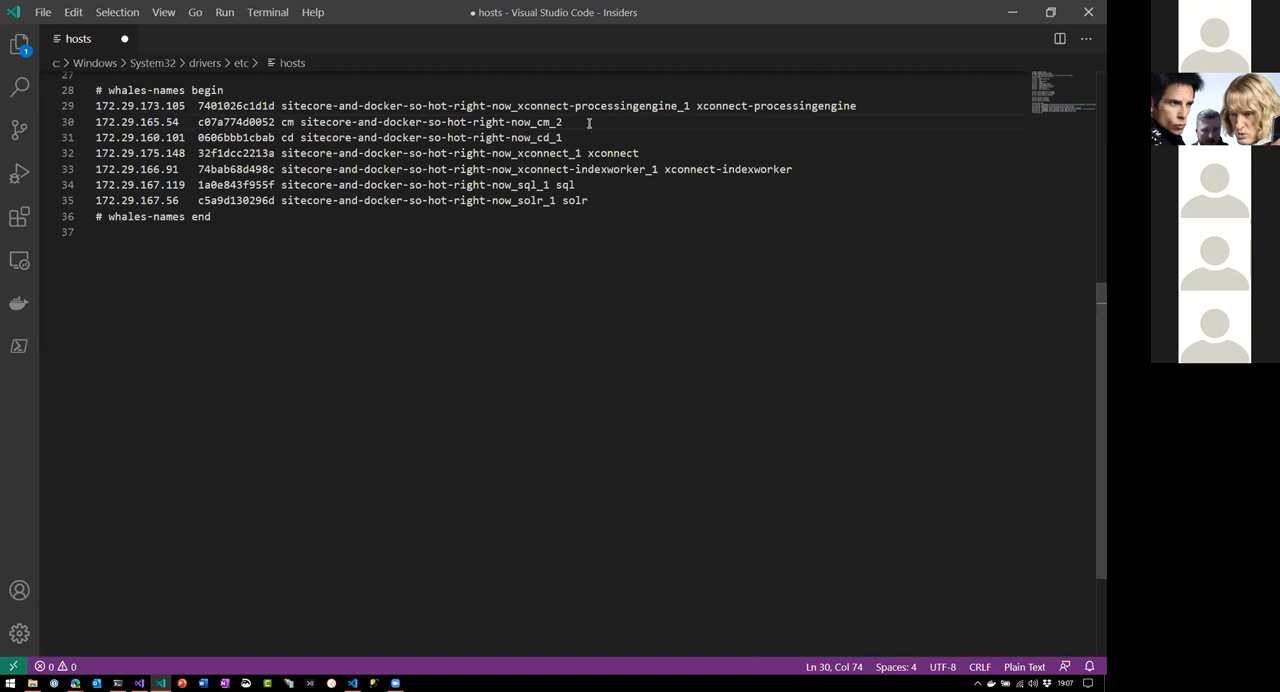 File Edit Selection View Go Run Terminal Help
● hosts - Visual Studio Code - Insiders
hosts
c: > Windows > System32 > drivers > etc > hosts
27
28 # whales-names begin
29 172.29.173.105 7401026c1d1d sitecore-and-docker-so-hot-right-now_xconnect-processingengine_1 xconnect-processingengine
30 172.29.165.54 c07a774d0052 cm sitecore-and-docker-so-hot-right-now_cm_2
31 172.29.160.101 0606bbb1cbab cd sitecore-and-docker-so-hot-right-now_cd_1
32 172.29.175.148 32f1dcc2213a sitecore-and-docker-so-hot-right-now_xconnect_1 xconnect
33 172.29.166.91 74bab68d498c sitecore-and-docker-so-hot-right-now_xconnect-indexworker_1 xconnect-indexworker
34 172.29.167.119 1a0e843f955f sitecore-and-docker-so-hot-right-now_sql_1 sql
35 172.29.167.56 c5a9d130296d sitecore-and-docker-so-hot-right-now_solr_1 solr
36 # whales-names end
37
1
0 0 Ln 30, Col 74 Spaces: 4 UTF-8 CRLF Plain Text
19:07